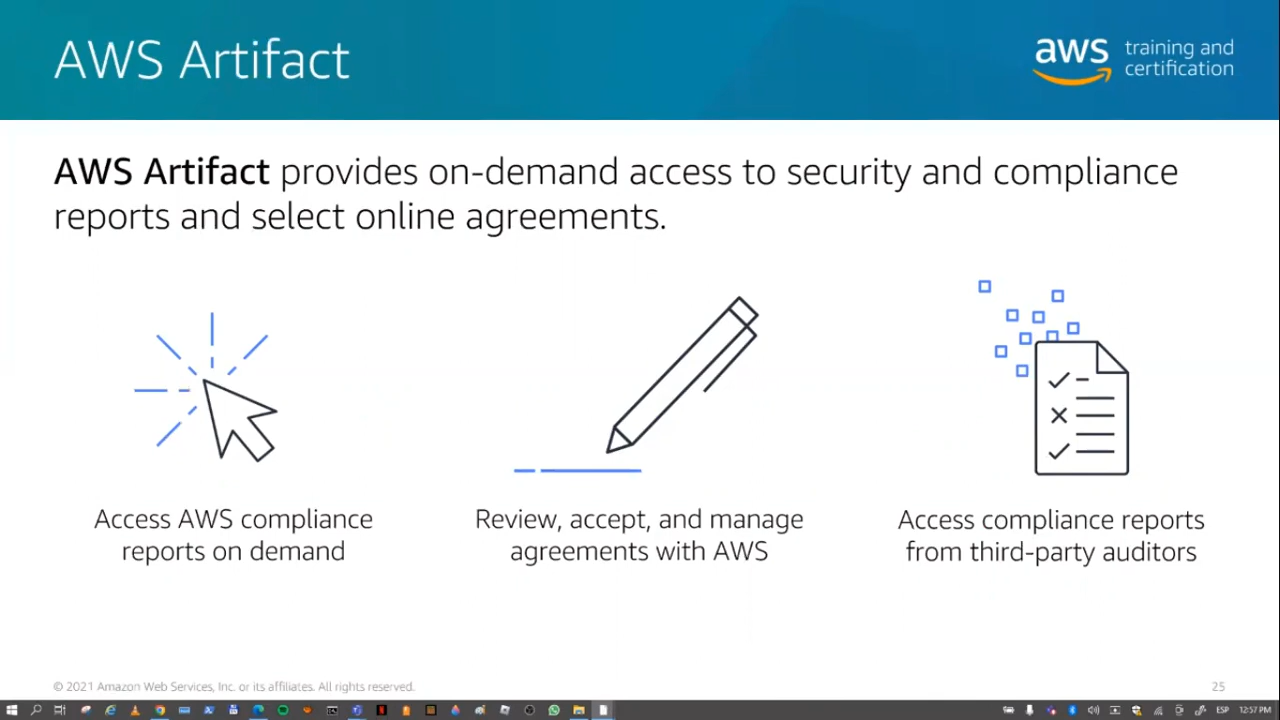 AWS Artifact
aws training and
certification
AWS Artifact provides on-demand access to security and compliance
reports and select online agreements.
Access AWS compliance
reports on demand
Review, accept, and manage
agreements with AWS
Access compliance reports
from third-party auditors
© 2021 Amazon Web Services, Inc. or its affiliates. All rights reserved.
25
ESP 12:57 PM